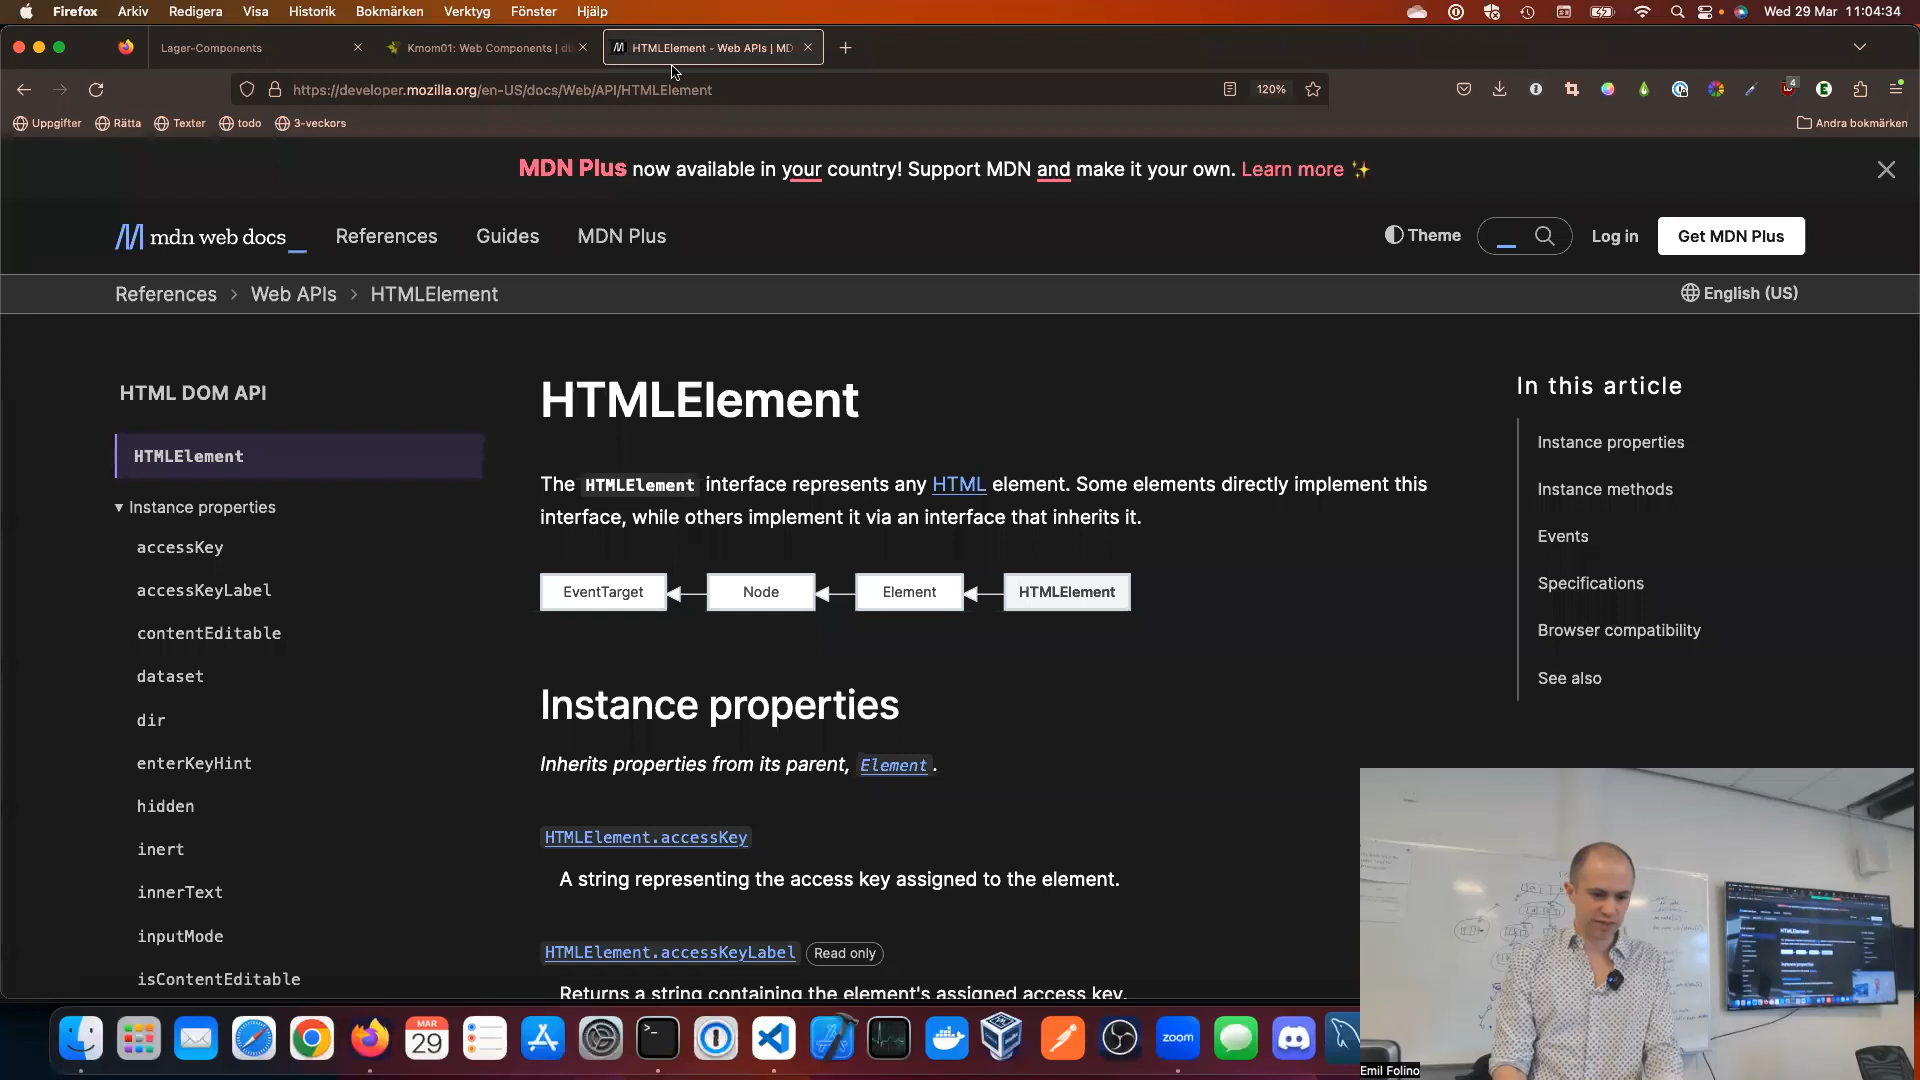 Firefox Arkiv Redigera Visa Historik Bokmärken Verktyg Fönster Hjälp Wed 29 Mar 11:04:34
Lager-Components Kmom01: Web Components | db HTMLElement - Web APIs | MD
https://developer.mozilla.org/en-US/docs/Web/API/HTMLElement 120% 4
Uppgifter Rätta Texter todo 3-veckors Andra bokmärken
MDN Plus now available in your country! Support MDN and make it your own. Learn more ✨
mdn web docs_ References Guides MDN Plus Theme Log in Get MDN Plus
References > Web APIs > HTMLElement English (US)
HTML DOM API
HTMLElement
Instance properties
accessKey
accessKeyLabel
contentEditable
dataset
dir
enterKeyHint
hidden
inert
innerText
inputMode
isContentEditable
HTMLElement
The HTMLElement interface represents any HTML element. Some elements directly implement this
interface, while others implement it via an interface that inherits it.
EventTarget Node Element HTMLElement
Instance properties
Inherits properties from its parent, Element.
HTMLElement.accessKey
A string representing the access key assigned to the element.
HTMLElement.accessKeyLabel Read only
Returns a string containing the element's assigned access key.
In this article
Instance properties
Instance methods
Events
Specifications
Browser compatibility
See also
MAR
29
zoom
Emil Folino